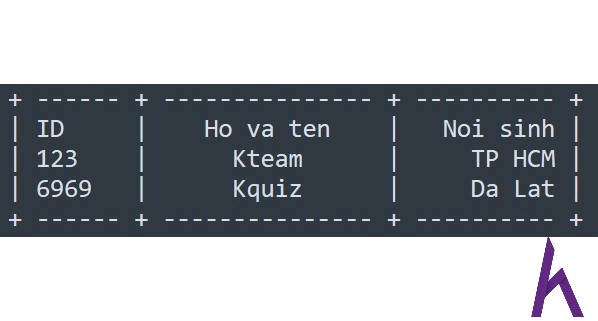 + ------ + --------------- + ---------- +
| ID     |    Ho va ten    |  Noi sinh |
| 123    |      Kteam      |    TP HCM |
| 6969   |      Kquiz      |    Da Lat |
+ ------ + --------------- + ---------- +